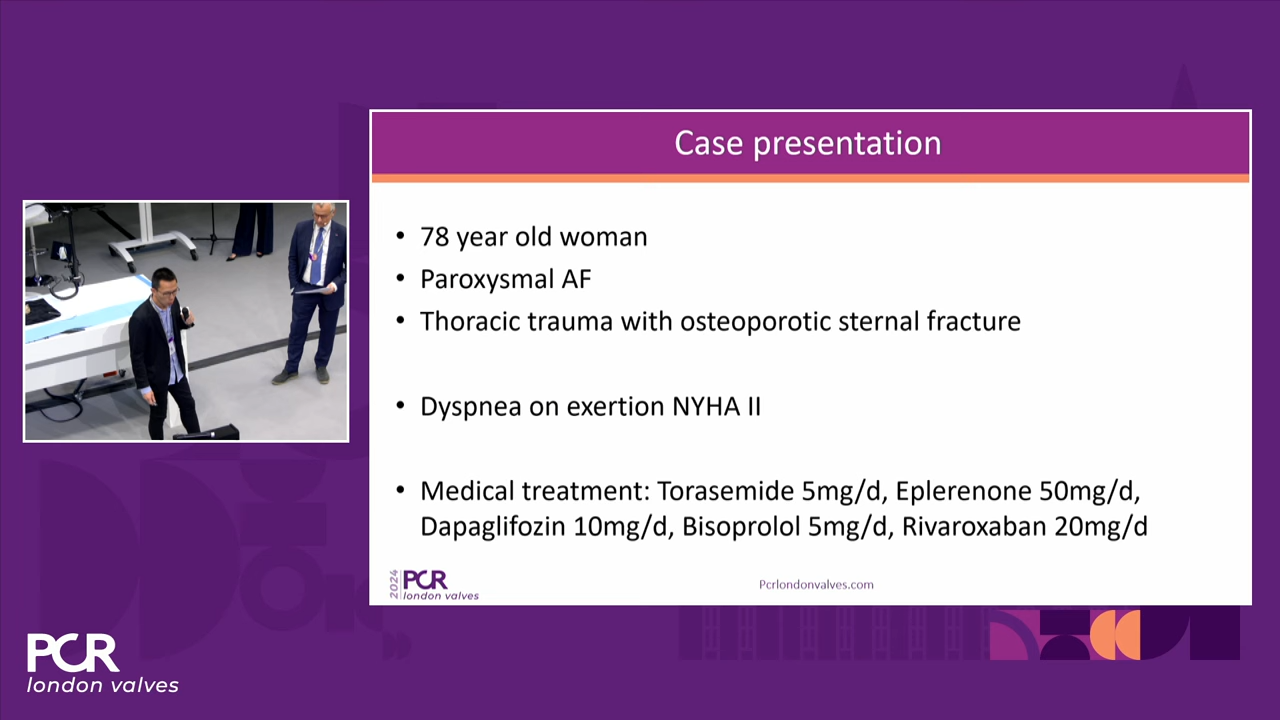 Case presentation
• 78 year old woman
• Paroxysmal AF
• Thoracic trauma with osteoporotic sternal fracture
• Dyspnea on exertion NYHA II
• Medical treatment: Torasemide 5mg/d, Eplerenone 50mg/d,
Dapaglifozin 10mg/d, Bisoprolol 5mg/d, Rivaroxaban 20mg/d
2024 PCR
london valves
Pcrlondonvalves.com
PCR
london valves